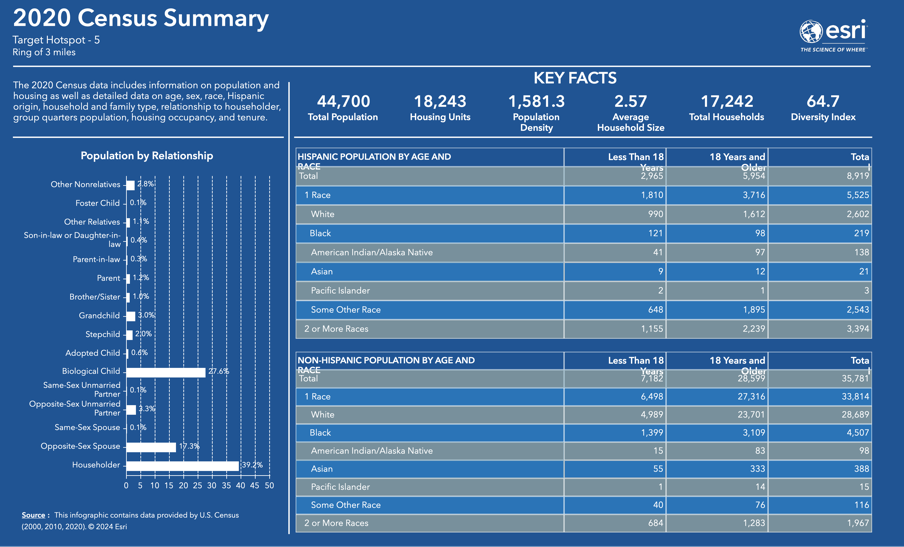 2020 Census Summary
Target Hotspot - 5
Ring of 3 miles
esri
THE SCIENCE OF WHERE
The 2020 Census data includes information on population and
housing as well as detailed data on age, sex, race, Hispanic
origin, household and family type, relationship to householder,
group quarters population, housing occupancy, and tenure.
KEY FACTS
44,700
Total Population
18,243
Housing Units
1,581.3
Population
Density
2.57
Average
Household Size
17,242
Total Households
64.7
Diversity Index
Population by Relationship
Other Nonrelatives 2.8%
Foster Child 0.1%
Other Relatives 1.1%
Son-in-law or Daughter-in-
law 0.4%
Parent-in-law 0.3%
Parent 1.2%
Brother/Sister 1.0%
Grandchild 3.0%
Stepchild 2.0%
Adopted Child 0.6%
Biological Child 27.6%
Same-Sex Unmarried
Partner 0.1%
Opposite-Sex Unmarried
Partner 3.3%
Same-Sex Spouse 0.1%
Opposite-Sex Spouse 17.3%
Householder 39.2%
0 5 10 15 20 25 30 35 40 45 50
Source : This infographic contains data provided by U.S. Census
(2000, 2010, 2020). © 2024 Esri
HISPANIC POPULATION BY AGE AND
RACE
Less Than 18
Years
18 Years and
Older
Tota
l
Total 2,965 5,954 8,919
1 Race 1,810 3,716 5,525
White 990 1,612 2,602
Black 121 98 219
American Indian/Alaska Native 41 97 138
Asian 9 12 21
Pacific Islander 2 1 3
Some Other Race 648 1,895 2,543
2 or More Races 1,155 2,239 3,394
NON-HISPANIC POPULATION BY AGE AND
RACE
Less Than 18
Years
18 Years and
Older
Tota
l
Total 7,182 28,599 35,781
1 Race 6,498 27,316 33,814
White 4,989 23,701 28,689
Black 1,399 3,109 4,507
American Indian/Alaska Native 15 83 98
Asian 55 333 388
Pacific Islander 1 14 15
Some Other Race 40 76 116
2 or More Races 684 1,283 1,967